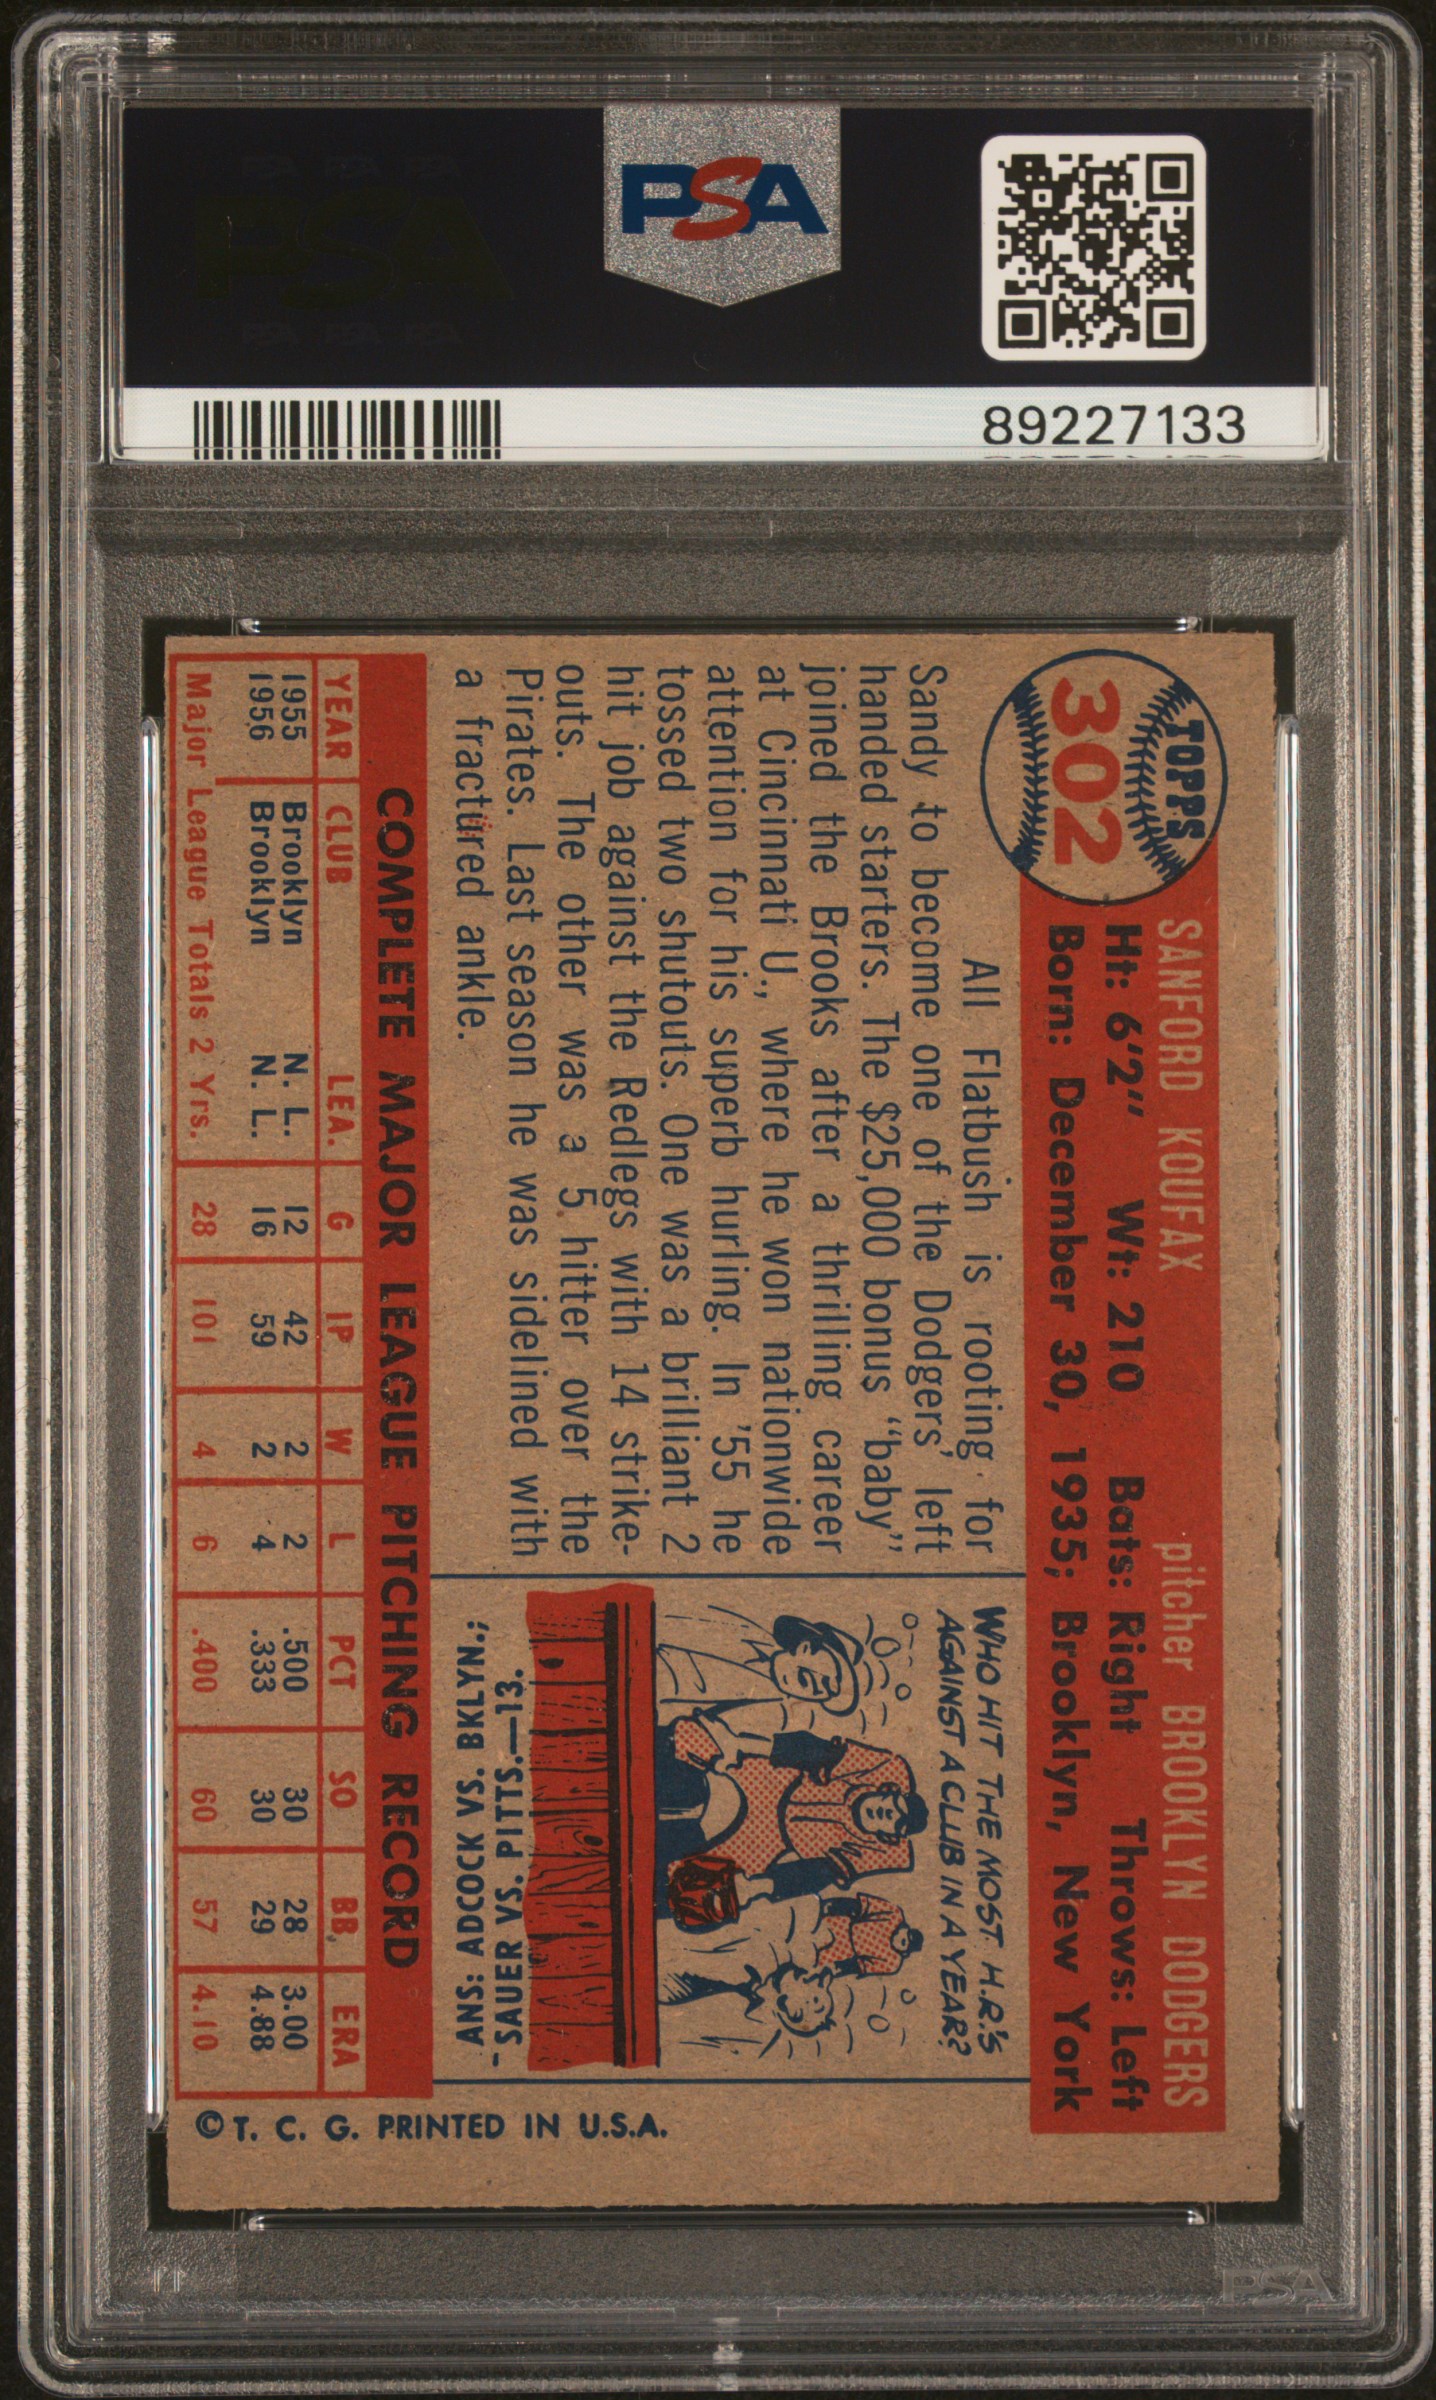 PSA
89227133
TOPPS
302
SANFORD KOUFAX pitcher BROOKLYN DODGERS
Ht: 6'2" Wt: 210 Bats: Right Throws: Left
Born: December 30, 1935; Brooklyn, New York
All Flatbush is rooting for
Sandy to become one of the Dodgers' left
handed starters. The $25,000 bonus "baby"
joined the Brooks after a thrilling career
at Cincinnati U., where he won nationwide
attention for his superb hurling. In '55 he
tossed two shutouts. One was a brilliant 2
hit job against the Redlegs with 14 strike-
outs. The other was a 5 hitter over the
Pirates. Last season he was sidelined with
a fractured ankle.
WHO HIT THE MOST H.R.'S
AGAINST A CLUB IN A YEAR?
ANS: ADCOCK VS. BKLYN.;
SAUER VS. PITTS.—13.
COMPLETE MAJOR LEAGUE PITCHING RECORD
YEAR CLUB LEA. G IP W L PCT SO BB ERA
1955 Brooklyn N. L. 12 42 2 2 .500 30 28 3.00
1956 Brooklyn N. L. 16 59 2 4 .333 30 29 4.88
Major League Totals 2 Yrs. 28 101 4 6 .400 60 57 4.10
© T. C. G. PRINTED IN U.S.A.
PSA